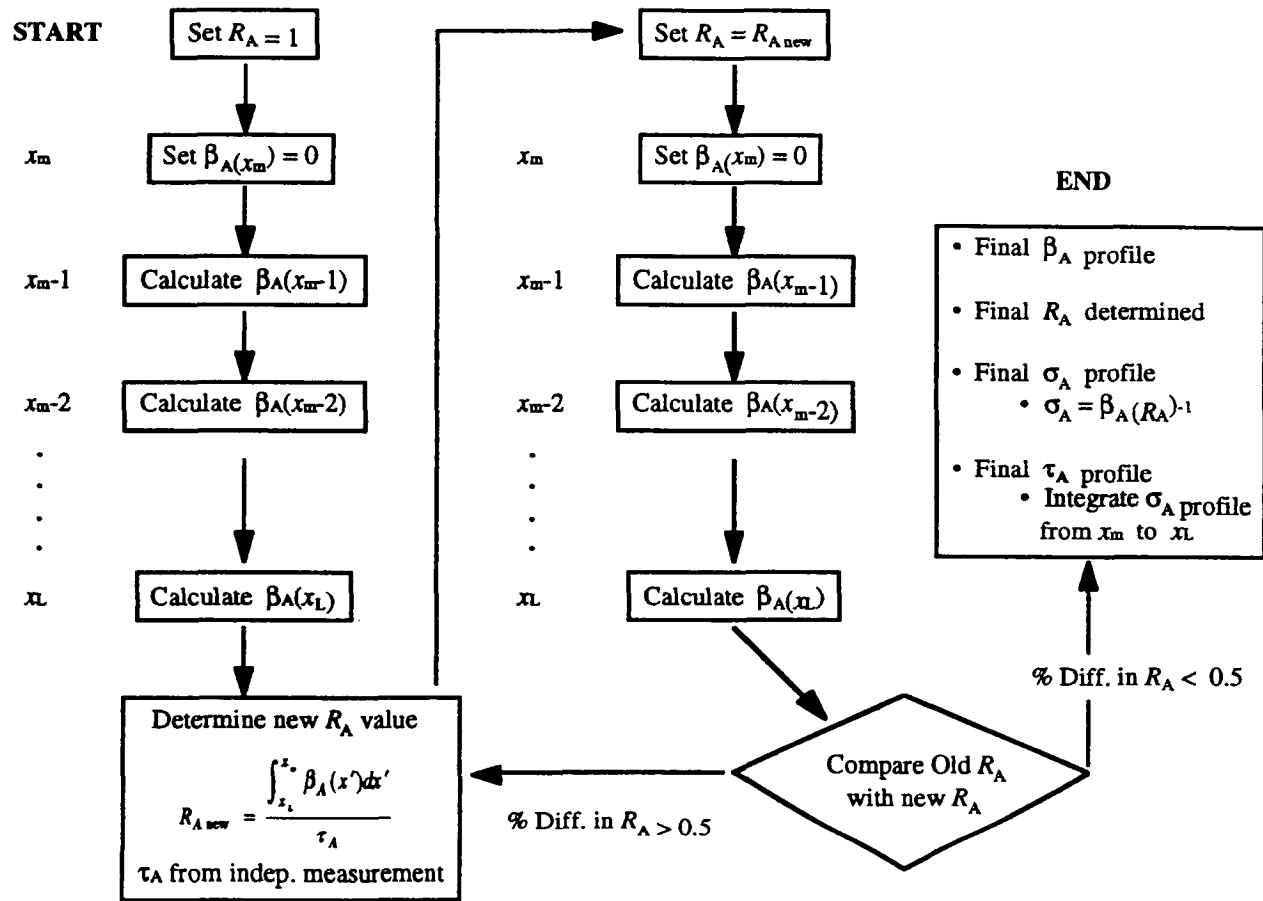 START
Set R_A = 1
x_m
Set β_A(x_m) = 0
x_m-1
Calculate β_A(x_m-1)
x_m-2
Calculate β_A(x_m-2)
.
.
.
.
x_L
Calculate β_A(x_L)
Determine new R_A value
R_A new = ∫_{x_L}^{x_o} β_A(x')dx' / τ_A
τ_A from indep. measurement
Set R_A = R_A new
x_m
Set β_A(x_m) = 0
x_m-1
Calculate β_A(x_m-1)
x_m-2
Calculate β_A(x_m-2)
.
.
.
.
x_L
Calculate β_A(x_L)
Compare Old R_A
with new R_A
% Diff. in R_A > 0.5
% Diff. in R_A < 0.5
END
• Final β_A profile
• Final R_A determined
• Final σ_A profile
• σ_A = β_A(R_A)-1
• Final τ_A profile
• Integrate σ_A profile
from x_m to x_L